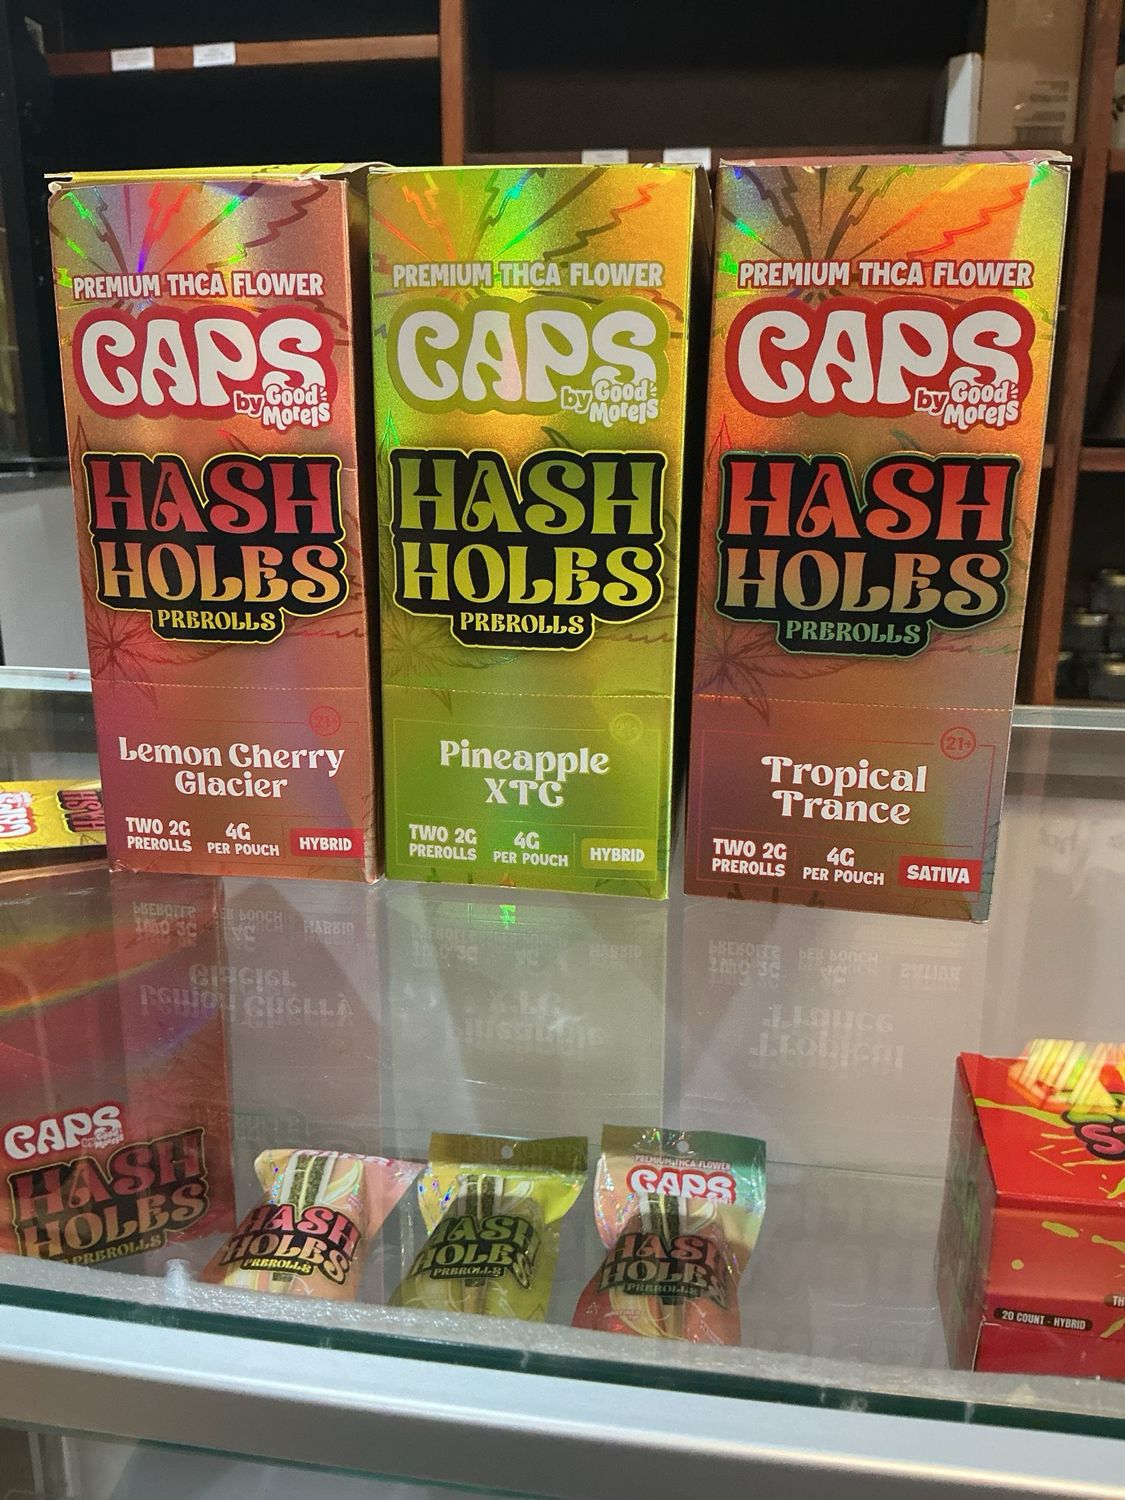 PREMIUM THCA FLOWER
CAPS
by Good
Morels
HASH
HOLES
PREROLLS
21+
Lemon Cherry
Glacier
TWO 2G
PREROLLS
4G
PER POUCH
HYBRID
PREMIUM THCA FLOWER
CAPS
by Good
Morels
HASH
HOLES
PREROLLS
21+
Pineapple
XTC
TWO 2G
PREROLLS
4G
PER POUCH
HYBRID
PREMIUM THCA FLOWER
CAPS
by Good
Morels
HASH
HOLES
PREROLLS
21+
Tropical
Trance
TWO 2G
PREROLLS
4G
PER POUCH
SATIVA
CAPS
HASH
CAPS
by Good
Morels
HASH
HOLES
PREROLLS
HASH
HOLES
PREROLLS
HASH
HOLES
PREROLLS
PREMIUM THCA FLOWER
CAPS
HASH
HOLES
PREROLLS
20 COUNT - HYBRID